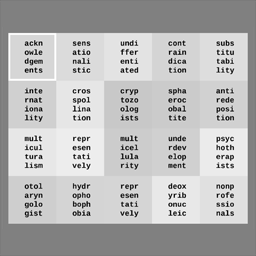 ackn sens undi cont subs
owle atio ffer rain titu
dgem nali enti dica tabi
ents stic ated tion lity
inte cros cryp spha anti
rnat spol tozo eroc rede
iona lina olog obal posi
lity tion ists tite tion
mult repr mult unde psyc
icul esen icel rdev hoth
tura tati lula elop erap
lism vely rity ment ists
otol hydr repr deox nonp
aryn opho esen yrib rofe
golo boph tati onuc ssio
gist obia vely leic nals